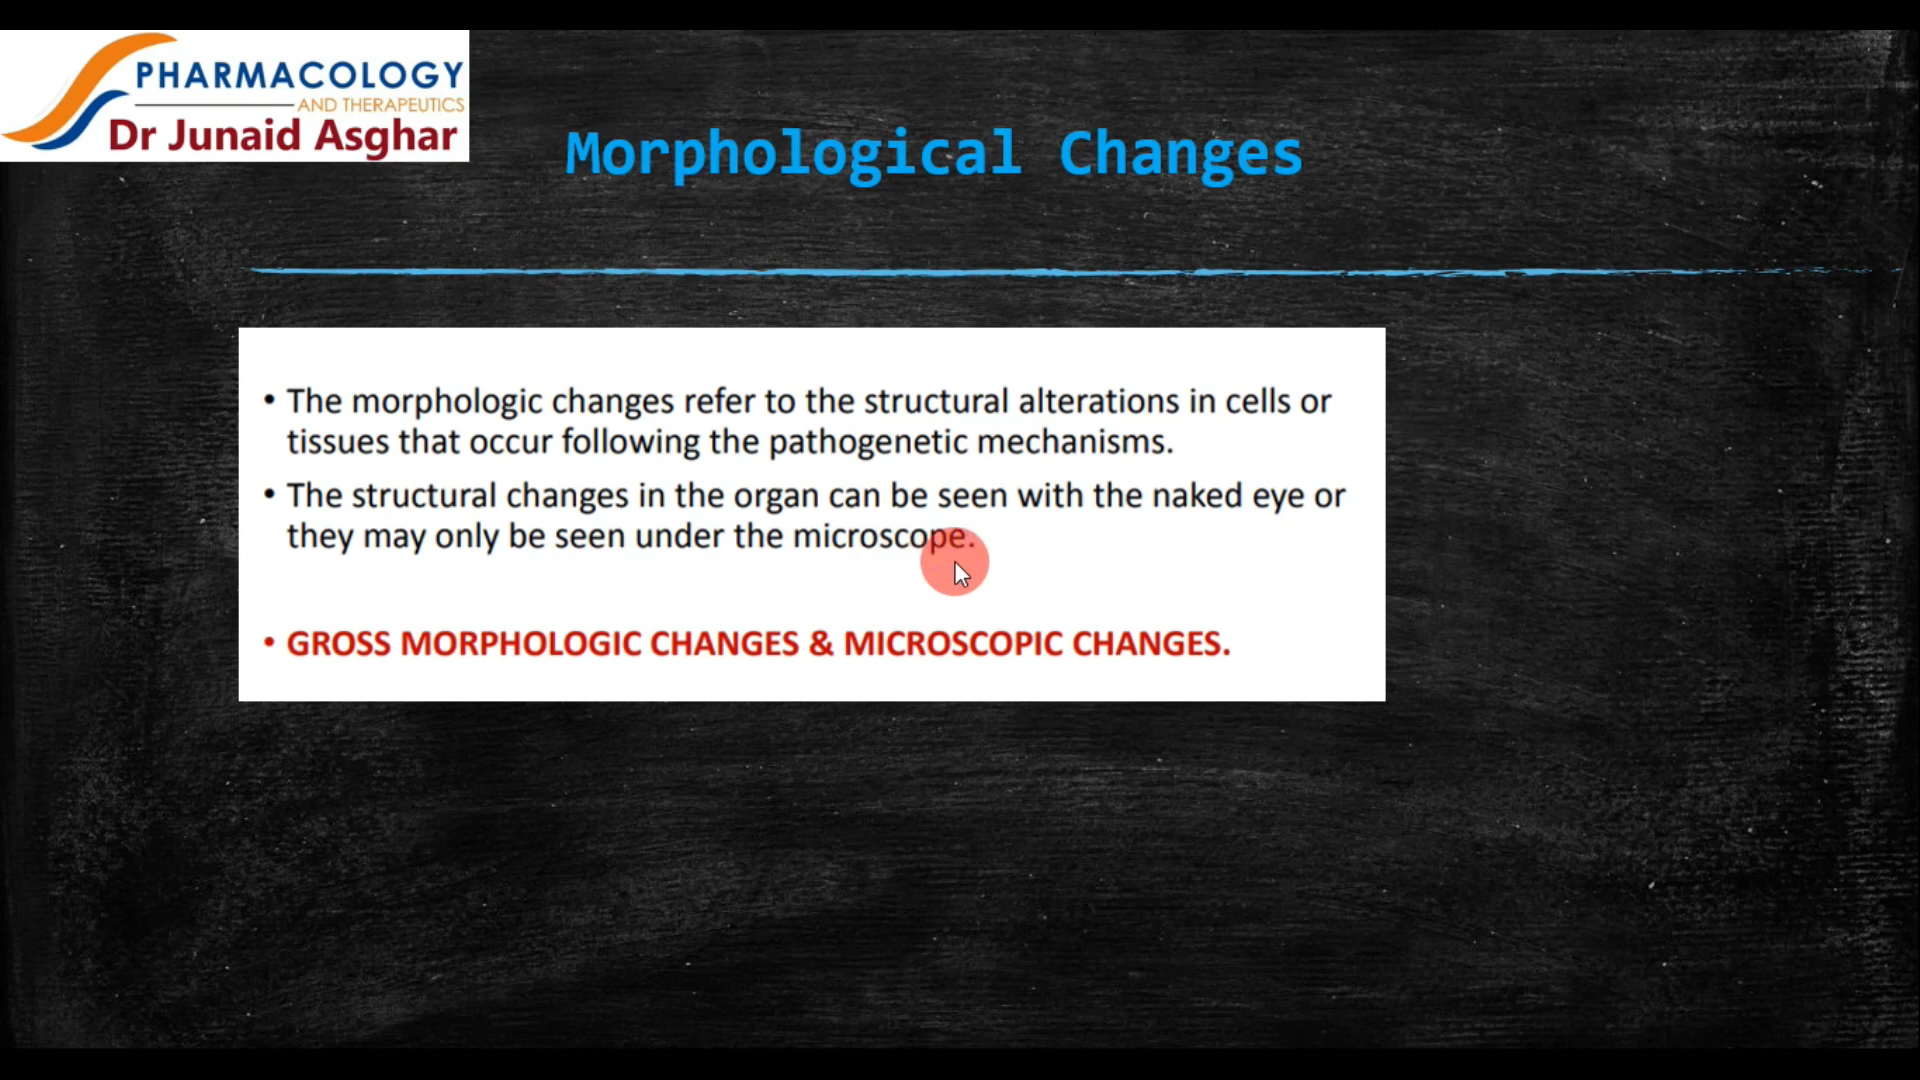 PHARMACOLOGY
AND THERAPEUTICS
Dr Junaid Asghar
Morphological Changes
• The morphologic changes refer to the structural alterations in cells or
tissues that occur following the pathogenetic mechanisms.
• The structural changes in the organ can be seen with the naked eye or
they may only be seen under the microscope.
• GROSS MORPHOLOGIC CHANGES & MICROSCOPIC CHANGES.